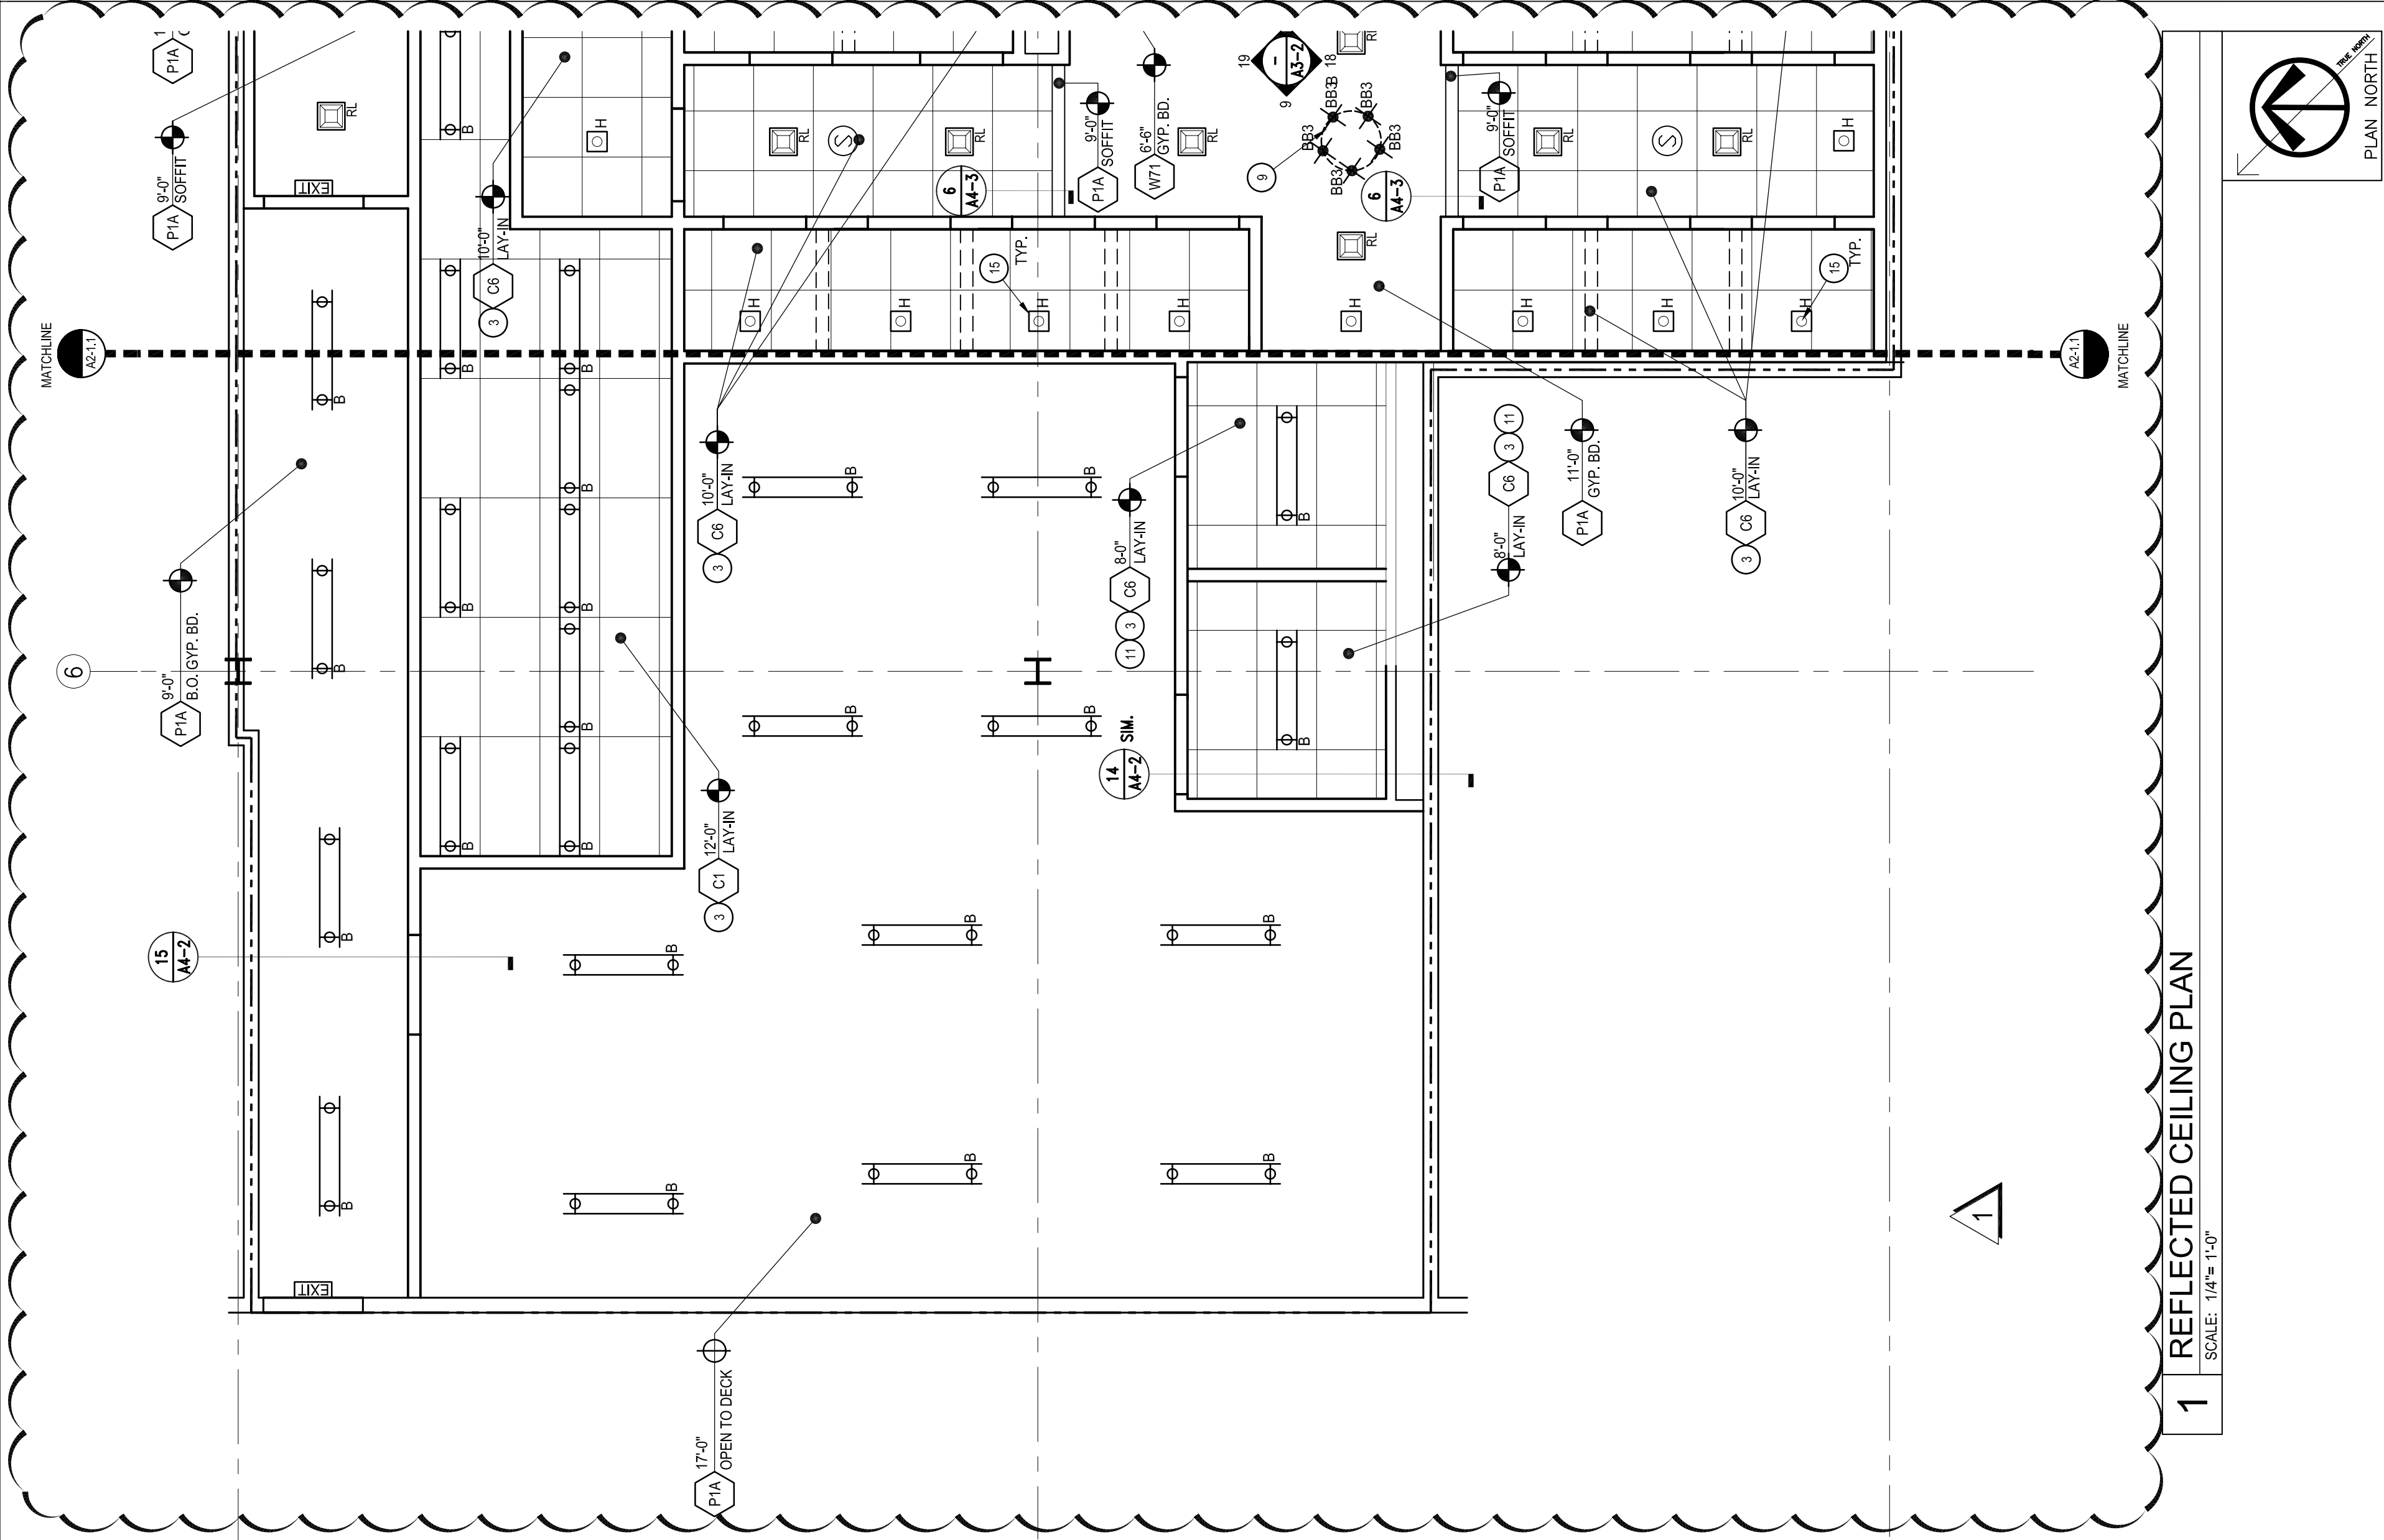 MATCHLINE
A2-1.1
6
P1A
1
P1A
9'-0"
SOFFIT
EXIT
RL
P1A
9'-0"
B.O. GYP. BD.
B
B
B
B
EXIT
15
A4-2
3
C6
10'-0"
LAY-IN
B
B
B
B
B
B
B
B
B
B
B
H
3
C1
12'-0"
LAY-IN
3
C6
10'-0"
LAY-IN
RL
S
RL
6
A4-3
P1A
9'-0"
SOFFIT
W71
6'-6"
GYP. BD.
RL
H
H
15
TYP.
H
H
H
B
B
B
B
B
B
B
B
B
B
P1A
17'-0"
OPEN TO DECK
14
A4-2
SIM.
11
3
C6
8-0"
LAY-IN
B
B
8'-0"
LAY-IN
C6
3
11
19
-
A3-2
18
9
RL
BB3
BB3
BB3
BB3
BB3
B
9
6
A4-3
RL
P1A
9'-0"
SOFFIT
RL
S
RL
H
H
H
H
15
TYP.
P1A
11'-0"
GYP. BD.
3
C6
10'-0"
LAY-IN
A2-1.1
MATCHLINE
1
1
REFLECTED CEILING PLAN
SCALE: 1/4"= 1'-0"
TRUE NORTH
PLAN NORTH